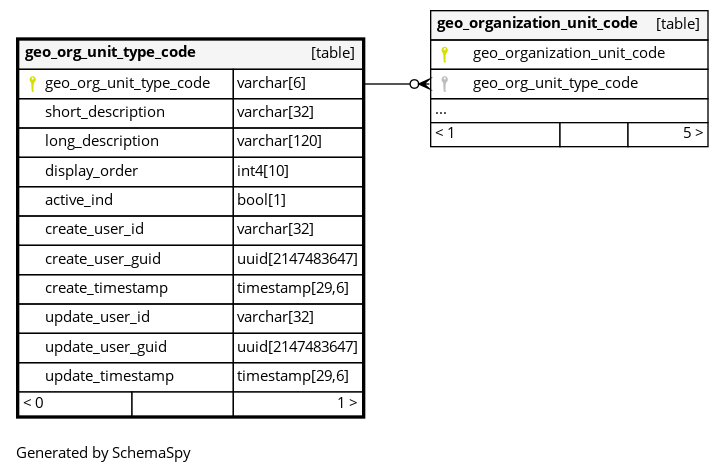 geo_org_unit_type_code [table]
geo_org_unit_type_code varchar[6]
short_description varchar[32]
long_description varchar[120]
display_order int4[10]
active_ind bool[1]
create_user_id varchar[32]
create_user_guid uuid[2147483647]
create_timestamp timestamp[29,6]
update_user_id varchar[32]
update_user_guid uuid[2147483647]
update_timestamp timestamp[29,6]
< 0 1 >
geo_organization_unit_code [table]
geo_organization_unit_code
geo_org_unit_type_code
...
< 1 5 >
Generated by SchemaSpy